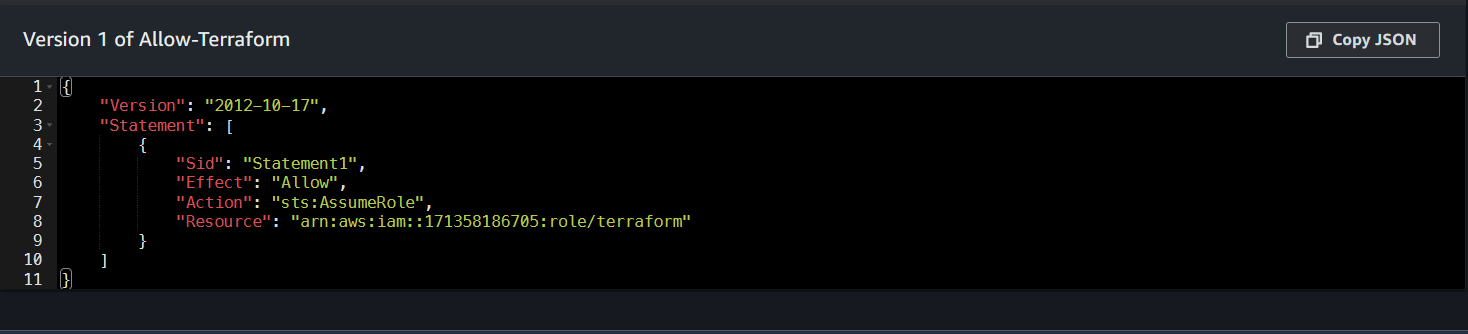 Version 1 of Allow-Terraform
Copy JSON
1 {
2 "Version": "2012-10-17",
3 "Statement": [
4 {
5 "Sid": "Statement1",
6 "Effect": "Allow",
7 "Action": "sts:AssumeRole",
8 "Resource": "arn:aws:iam::171358186705:role/terraform"
9 }
10 ]
11 }